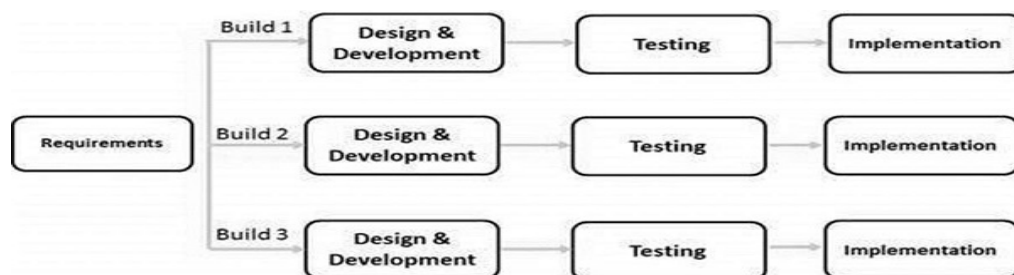 Build 1
Design &
Development
Testing
Implementation
Requirements
Build 2
Design &
Development
Testing
Implementation
Build 3
Design &
Development
Testing
Implementation